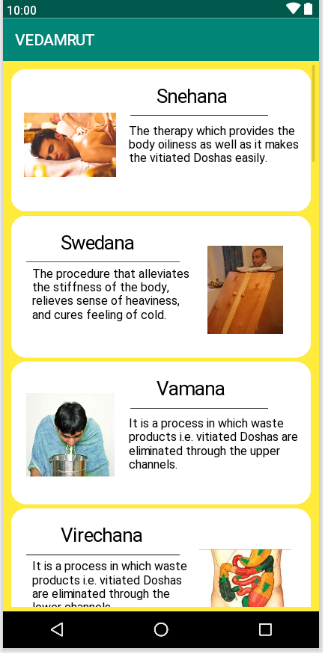 10:00
VEDAMRUT
Snehana
The therapy which provides the
body oiliness as well as it makes
the vitiated Doshas easily.
Swedana
The procedure that alleviates
the stiffness of the body,
relieves sense of heaviness,
and cures feeling of cold.
Vamana
It is a process in which waste
products i.e. vitiated Doshas are
eliminated through the upper
channels.
Virechana
It is a process in which waste
products i.e. vitiated Doshas
are eliminated through the
lower channels